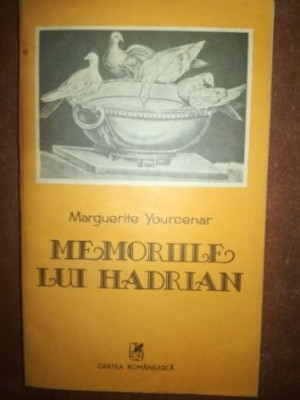 Marguerite Yourcenar
MEMORIILE
LUI HADRIAN
CARTEA ROMÂNEASCĂ